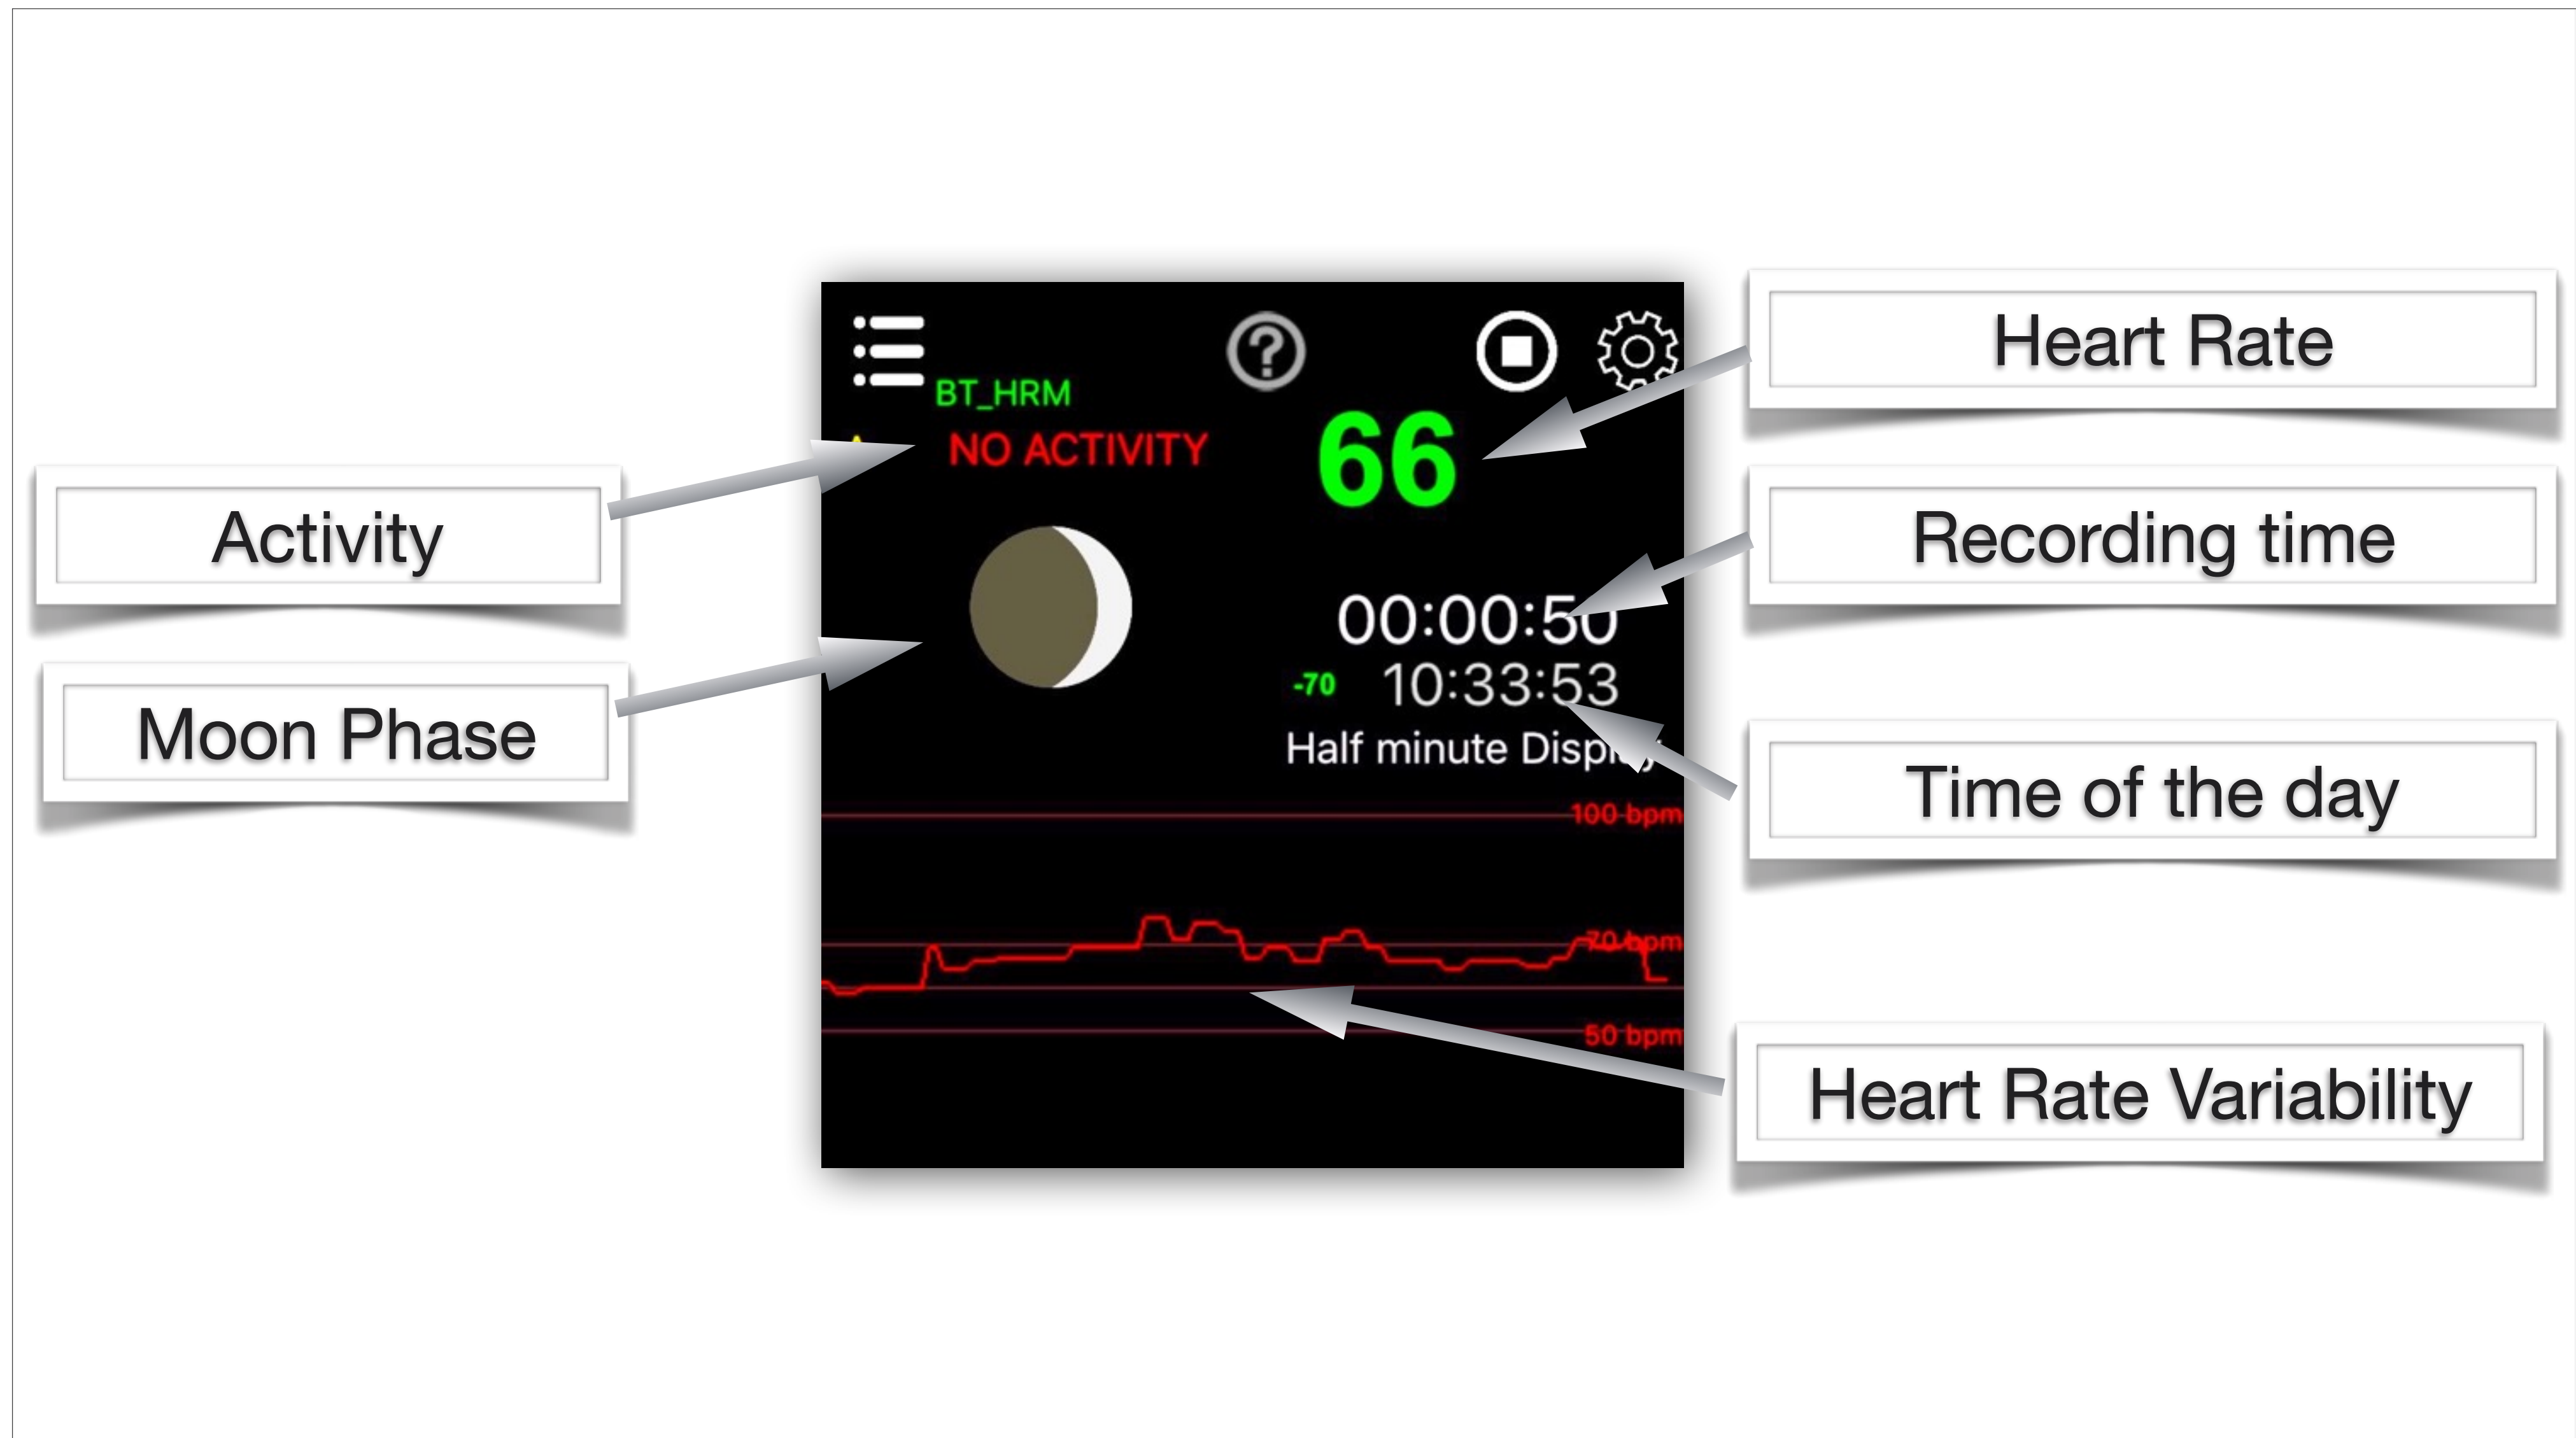 BT_HRM
NO ACTIVITY
66
00:00:50
-70 10:33:53
Half minute Display
100 bpm
70 bpm
50 bpm
Activity
Moon Phase
Heart Rate
Recording time
Time of the day
Heart Rate Variability